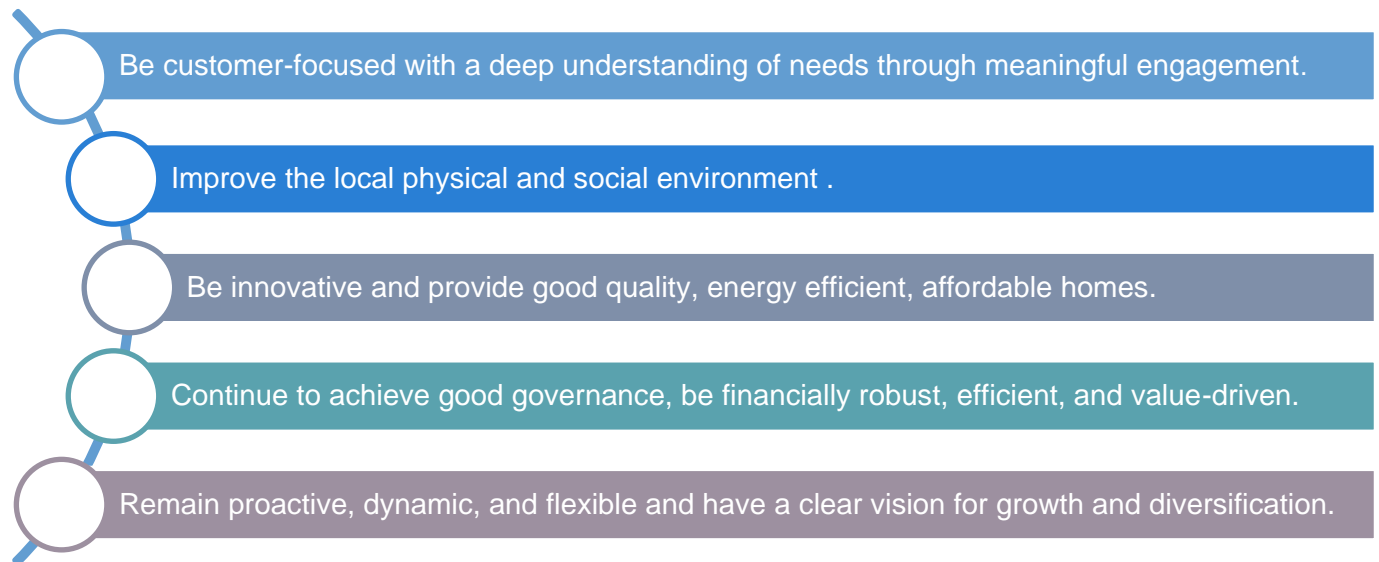 Be customer-focused with a deep understanding of needs through meaningful engagement.
Improve the local physical and social environment .
Be innovative and provide good quality, energy efficient, affordable homes.
Continue to achieve good governance, be financially robust, efficient, and value-driven.
Remain proactive, dynamic, and flexible and have a clear vision for growth and diversification.